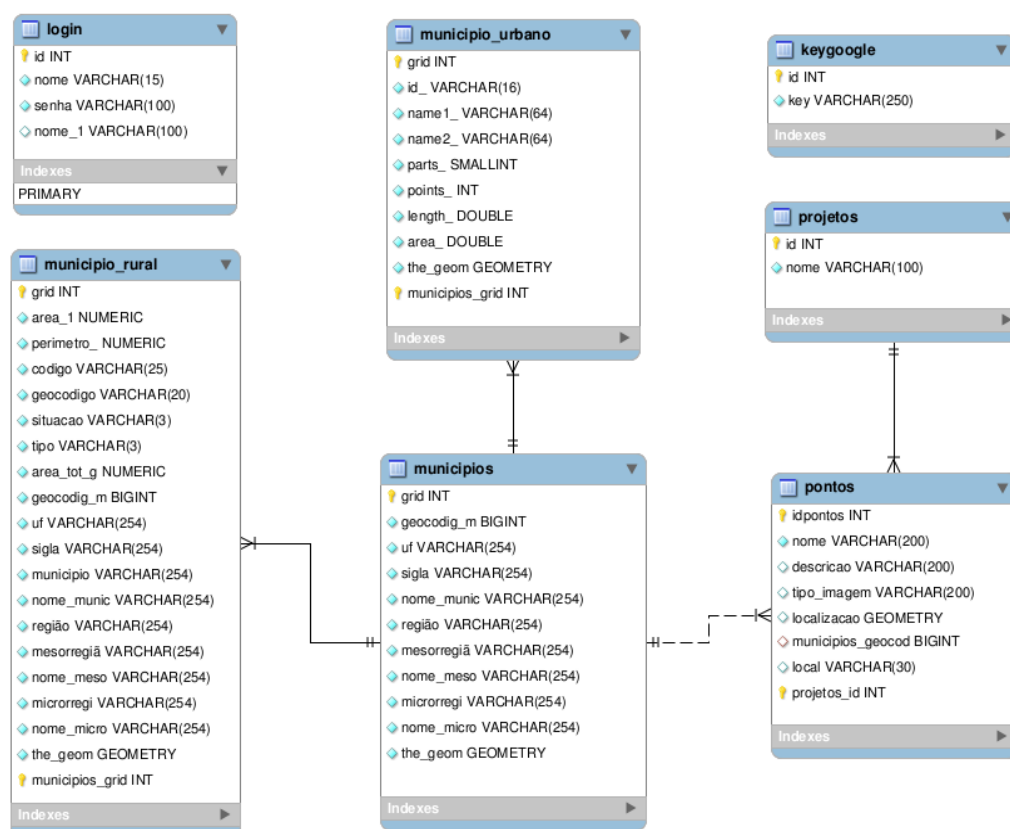 login
id INT
nome VARCHAR(15)
senha VARCHAR(100)
nome_1 VARCHAR(100)
Indexes
PRIMARY
municipio_rural
grid INT
area_1 NUMERIC
perimetro_ NUMERIC
codigo VARCHAR(25)
geocodigo VARCHAR(20)
situacao VARCHAR(3)
tipo VARCHAR(3)
area_tot_g NUMERIC
geocodig_m BIGINT
uf VARCHAR(254)
sigla VARCHAR(254)
municipio VARCHAR(254)
nome_munic VARCHAR(254)
região VARCHAR(254)
mesorregiã VARCHAR(254)
nome_meso VARCHAR(254)
microrregi VARCHAR(254)
nome_micro VARCHAR(254)
the_geom GEOMETRY
municipios_grid INT
Indexes
municipio_urbano
grid INT
id_ VARCHAR(16)
name1_ VARCHAR(64)
name2_ VARCHAR(64)
parts_ SMALLINT
points_ INT
length_ DOUBLE
area_ DOUBLE
the_geom GEOMETRY
municipios_grid INT
Indexes
municipios
grid INT
geocodig_m BIGINT
uf VARCHAR(254)
sigla VARCHAR(254)
nome_munic VARCHAR(254)
região VARCHAR(254)
mesorregiã VARCHAR(254)
nome_meso VARCHAR(254)
microrregi VARCHAR(254)
nome_micro VARCHAR(254)
the_geom GEOMETRY
Indexes
keygoogle
id INT
key VARCHAR(250)
Indexes
projetos
id INT
nome VARCHAR(100)
Indexes
pontos
idpontos INT
nome VARCHAR(200)
descricao VARCHAR(200)
tipo_imagem VARCHAR(200)
localizacao GEOMETRY
municipios_geocod BIGINT
local VARCHAR(30)
projetos_id INT
Indexes